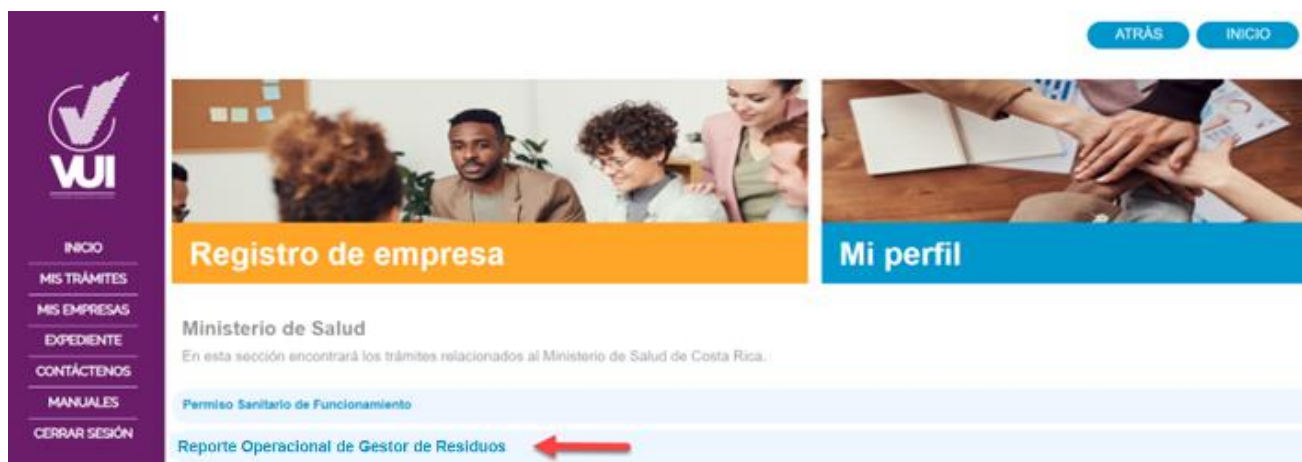 ATRÀS
INICIO
VUI
INICIO
MIS TRÁMITES
MIS EMPRESAS
EXPEDIENTE
CONTÁCTENOS
MANUALES
CERRAR SESIÓN
Registro de empresa
Mi perfil
Ministerio de Salud
En esta sección encontrará los trámites relacionados al Ministerio de Salud de Costa Rica.
Permiso Sanitario de Funcionamiento
Reporte Operacional de Gestor de Residuos